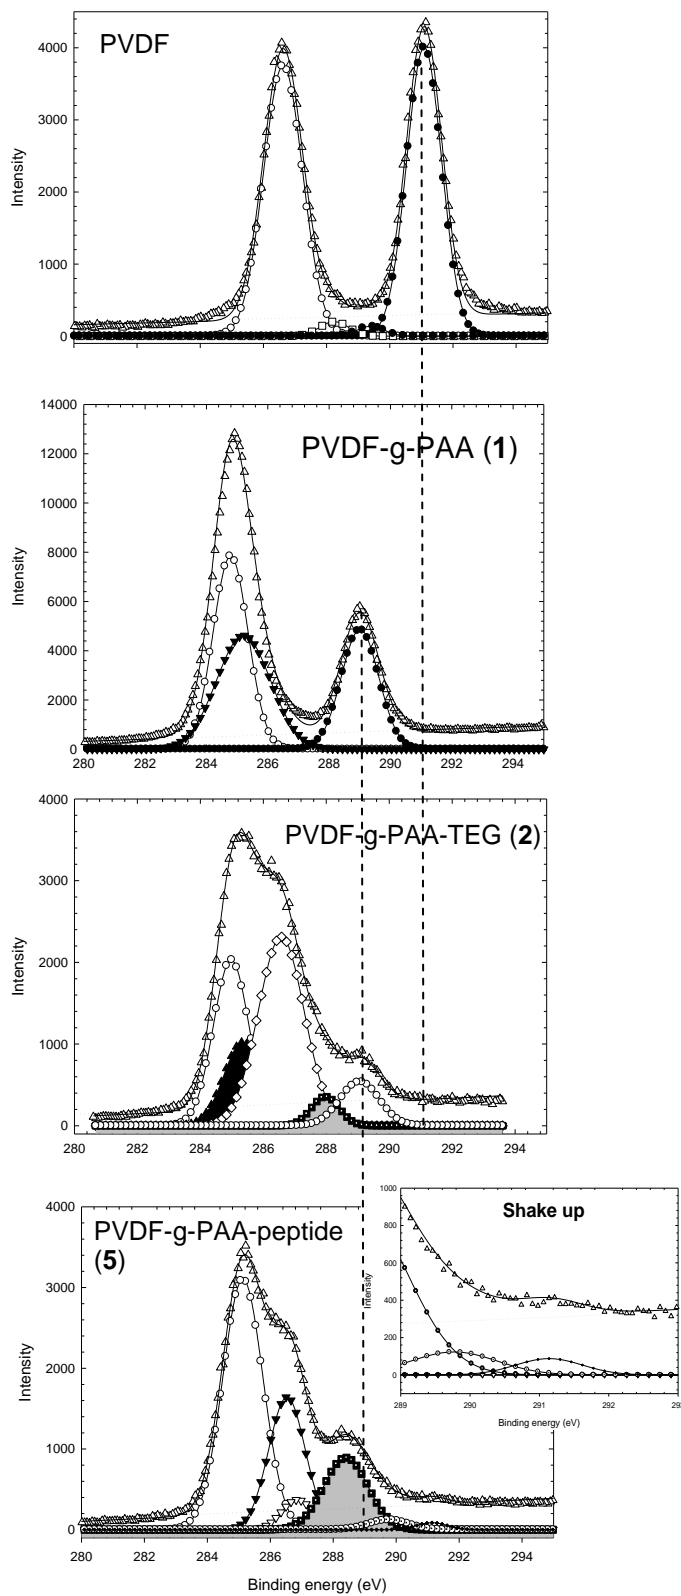 PVDF
4000
3000
2000
1000
0
Intensity
14000
12000
10000
8000
6000
4000
2000
0
Intensity
PVDF-g-PAA (1)
280 284 286 288 290 292 294
4000
3000
2000
1000
0
Intensity
PVDF-g-PAA-TEG (2)
280 282 284 286 288 290 292 294
4000
3000
2000
1000
0
Intensity
PVDF-g-PAA-peptide
(5)
280 282 284 286 288 290 292 294
Binding energy (eV)
Shake up
1000
800
600
400
200
0
Intensity
289 290 291 292 293
Binding energy (eV)